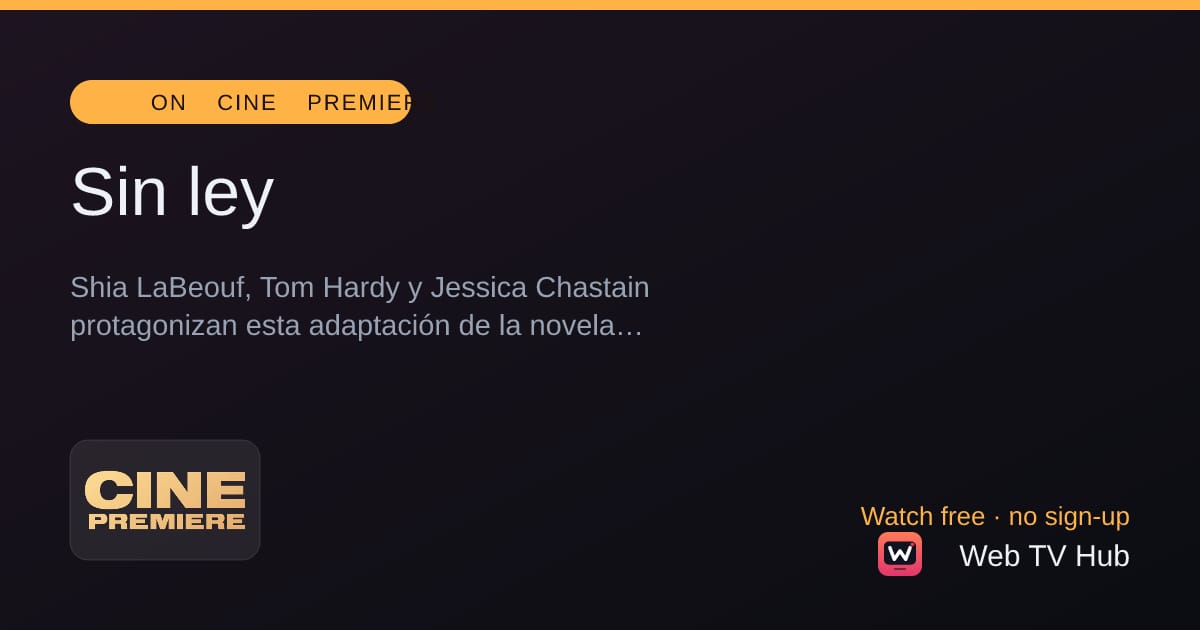 ON CINE PREMIERE
Sin ley
Shia LaBeouf, Tom Hardy y Jessica Chastain
protagonizan esta adaptación de la novela…
CINE
PREMIERE
Watch free · no sign-up
W
Web TV Hub